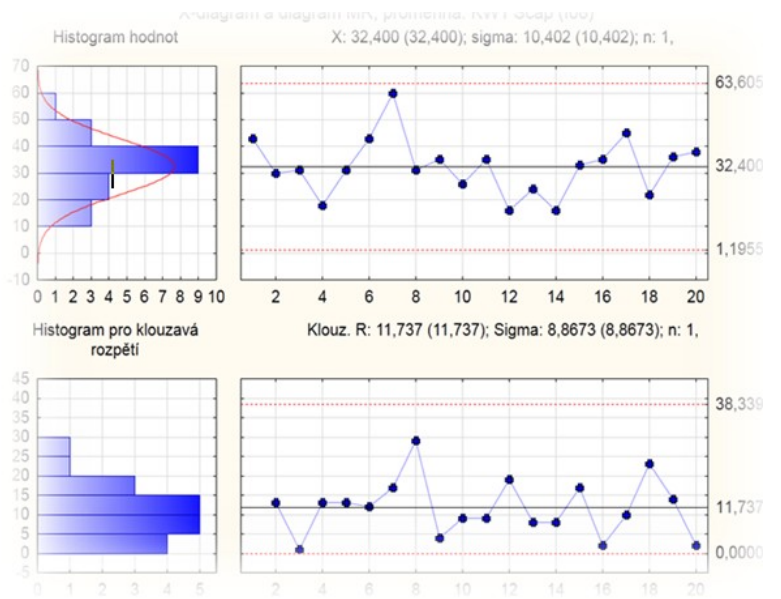 X-diagram a diagram MR; proměnná:
Histogram hodnot
X: 32,400 (32,400); sigma: 10,402 (10,402); n: 1,
70
60
50
40
30
20
10
0
-10
0 1 2 3 4 5 6 7 8 9 10
63,605
32,400
1,1955
2 4 6 8 10 12 14 16 18 20
Histogram pro klouzavá
rozpětí
Klouz. R: 11,737 (11,737); Sigma: 8,8673 (8,8673); n: 1,
45
40
35
30
25
20
15
10
5
0
-5
0 1 2 3 4 5
38,339
11,737
0,0000
2 4 6 8 10 12 14 16 18 20